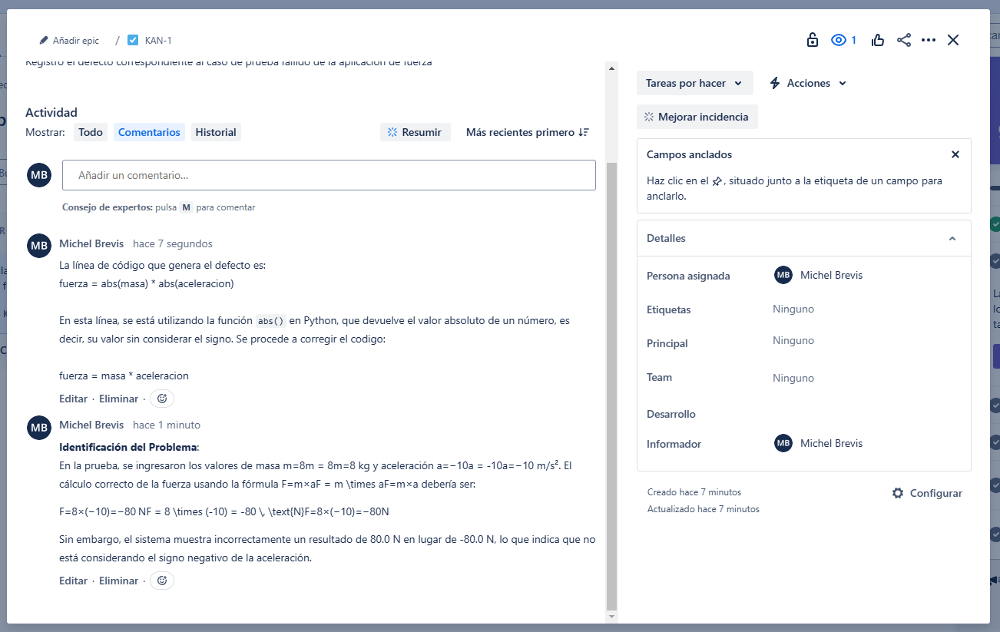 Añadir epic / KAN-1
1
Registro el defecto correspondiente al caso de prueba fallido de la aplicación de fuerza
Actividad
Mostrar: Todo Comentarios Historial Resumir Más recientes primero
MB Añadir un comentario...
Consejo de expertos: pulsa M para comentar
MB Michel Brevis hace 7 segundos
La línea de código que genera el defecto es:
fuerza = abs(masa) * abs(aceleracion)
En esta línea, se está utilizando la función abs() en Python, que devuelve el valor absoluto de un número, es
decir, su valor sin considerar el signo. Se procede a corregir el codigo:
fuerza = masa * aceleracion
Editar · Eliminar ·
MB Michel Brevis hace 1 minuto
Identificación del Problema:
En la prueba, se ingresaron los valores de masa m=8m = 8m=8 kg y aceleración a=−10a = -10a=−10 m/s². El
cálculo correcto de la fuerza usando la fórmula F=m×aF = m \times aF=m×a debería ser:
F=8×(−10)=−80 NF = 8 \times (-10) = -80 \, \text{N}F=8×(−10)=−80N
Sin embargo, el sistema muestra incorrectamente un resultado de 80.0 N en lugar de -80.0 N, lo que indica que no
está considerando el signo negativo de la aceleración.
Editar · Eliminar ·
Tareas por hacer Acciones
Mejorar incidencia
Campos anclados
Haz clic en el , situado junto a la etiqueta de un campo para
anclarlo.
Detalles
Persona asignada MB Michel Brevis
Etiquetas Ninguno
Principal Ninguno
Team Ninguno
Desarrollo
Informador MB Michel Brevis
Creado hace 7 minutos
Actualizado hace 7 minutos
Configurar